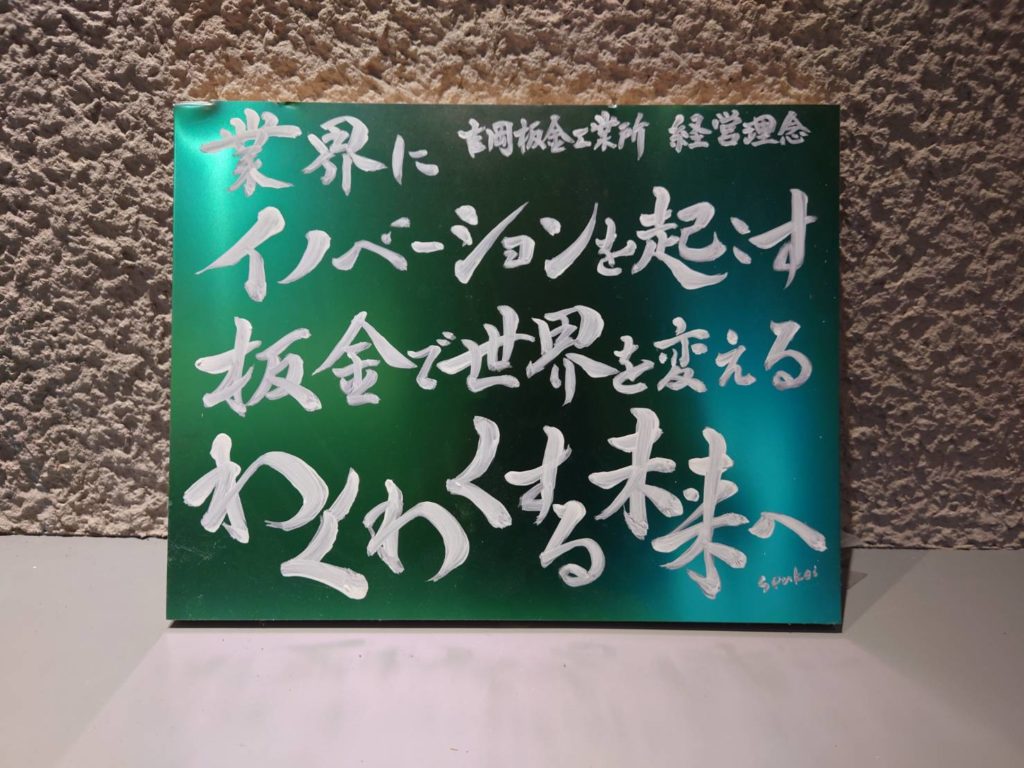 吉岡板金工業所 経営理念
業界に
イノベーションを起こす
板金で世界を変える
わくわくする未来へ